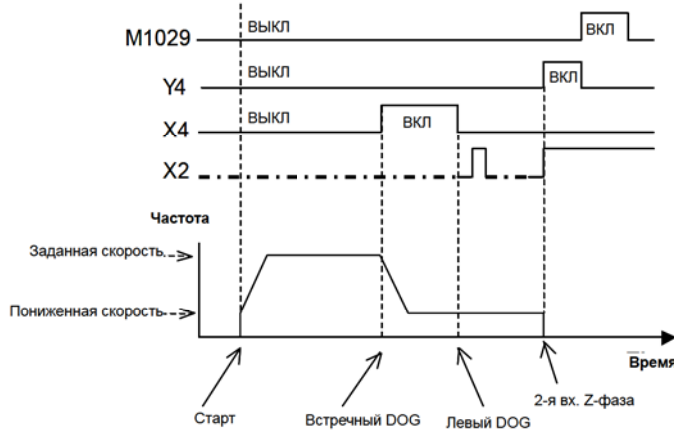 M1029 ВЫКЛ ВКЛ
Y4 ВЫКЛ ВКЛ
X4 ВЫКЛ ВКЛ
X2
Частота
Заданная скорость
Пониженная скорость
Время
Старт
Встречный DOG
Левый DOG
2-я вх. Z-фаза